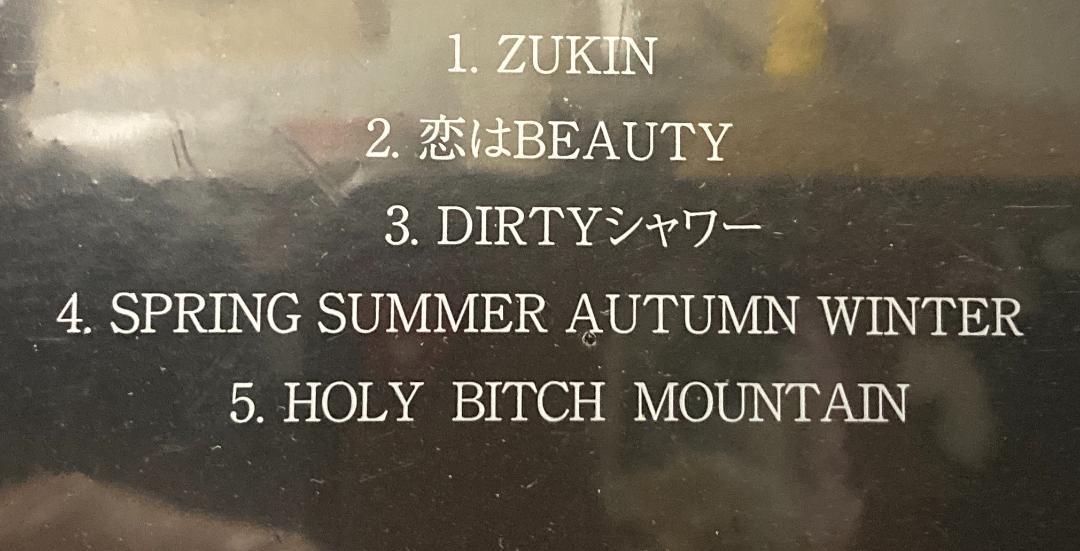 1. ZUKIN
2. 恋はBEAUTY
3. DIRTYシャワー
4. SPRING SUMMER AUTUMN WINTER
5. HOLY BITCH MOUNTAIN